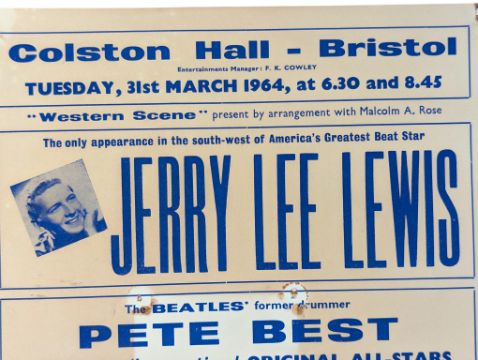 Colston Hall - Bristol
Entertainments Manager: F. K. COWLEY
TUESDAY, 31st MARCH 1964, at 6.30 and 8.45
"Western Scene" present by arrangement with Malcolm A. Rose
The only appearance in the south-west of America's Greatest Beat Star
JERRY LEE LEWIS
The BEATLES' former drummer
PETE BEST
ORIGINAL ALL-STARS